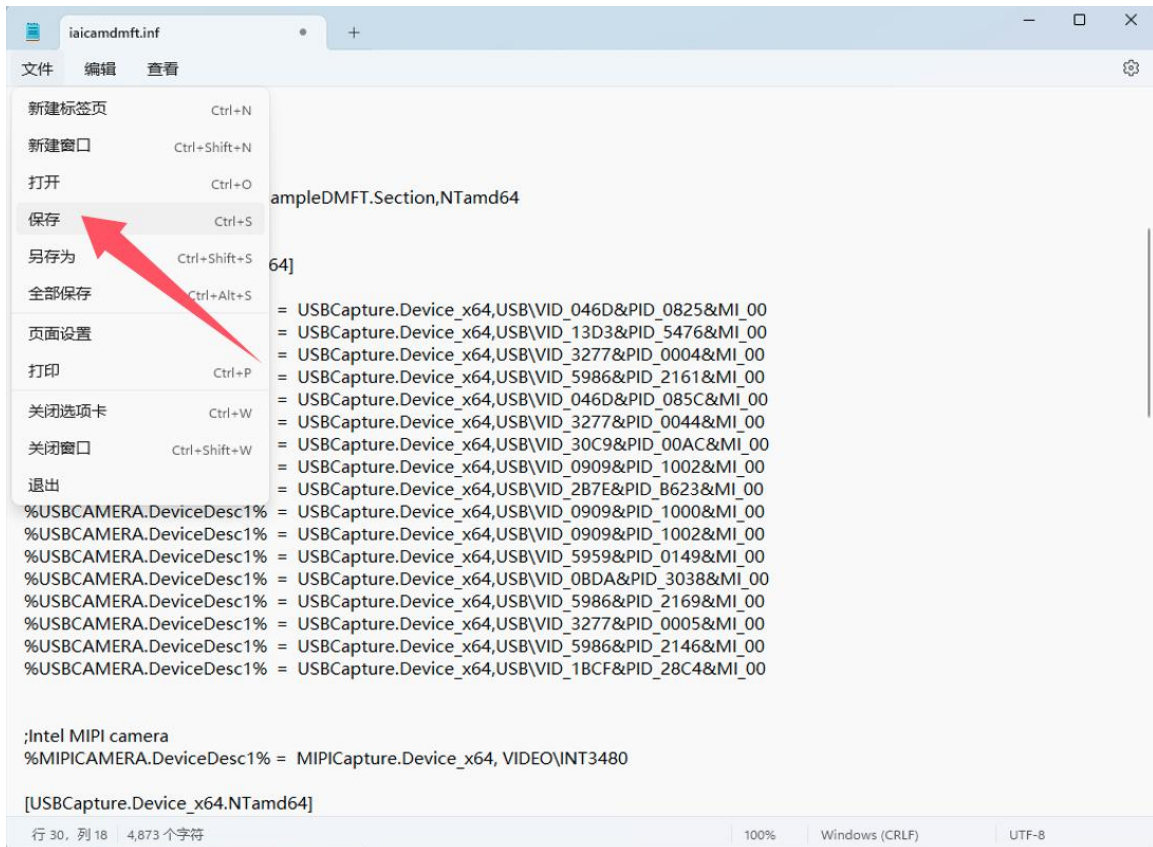 iaicamdmft.inf
文件 编辑 查看
新建标签页 Ctrl+N
新建窗口 Ctrl+Shift+N
打开 Ctrl+O
ampleDMFT.Section,NTamd64
保存 Ctrl+S
另存为 Ctrl+Shift+S
64]
全部保存 Ctrl+Alt+S
= USBCapture.Device_x64,USB\VID_046D&PID_0825&MI_00
页面设置
= USBCapture.Device_x64,USB\VID_13D3&PID_5476&MI_00
= USBCapture.Device_x64,USB\VID_3277&PID_0004&MI_00
打印 Ctrl+P
= USBCapture.Device_x64,USB\VID_5986&PID_2161&MI_00
= USBCapture.Device_x64,USB\VID_046D&PID_085C&MI_00
关闭选项卡 Ctrl+W
= USBCapture.Device_x64,USB\VID_3277&PID_0044&MI_00
关闭窗口 Ctrl+Shift+W
= USBCapture.Device_x64,USB\VID_30C9&PID_00AC&MI_00
= USBCapture.Device_x64,USB\VID_0909&PID_1002&MI_00
退出
= USBCapture.Device_x64,USB\VID_2B7E&PID_B623&MI_00
%USBCAMERA.DeviceDesc1% = USBCapture.Device_x64,USB\VID_0909&PID_1000&MI_00
%USBCAMERA.DeviceDesc1% = USBCapture.Device_x64,USB\VID_0909&PID_1002&MI_00
%USBCAMERA.DeviceDesc1% = USBCapture.Device_x64,USB\VID_5959&PID_0149&MI_00
%USBCAMERA.DeviceDesc1% = USBCapture.Device_x64,USB\VID_0BDA&PID_3038&MI_00
%USBCAMERA.DeviceDesc1% = USBCapture.Device_x64,USB\VID_5986&PID_2169&MI_00
%USBCAMERA.DeviceDesc1% = USBCapture.Device_x64,USB\VID_3277&PID_0005&MI_00
%USBCAMERA.DeviceDesc1% = USBCapture.Device_x64,USB\VID_5986&PID_2146&MI_00
%USBCAMERA.DeviceDesc1% = USBCapture.Device_x64,USB\VID_1BCF&PID_28C4&MI_00
;Intel MIPI camera
%MIPICAMERA.DeviceDesc1% = MIPICapture.Device_x64, VIDEO\INT3480
[USBCapture.Device_x64.NTamd64]
行 30，列 18 4,873 个字符 100% Windows (CRLF) UTF-8